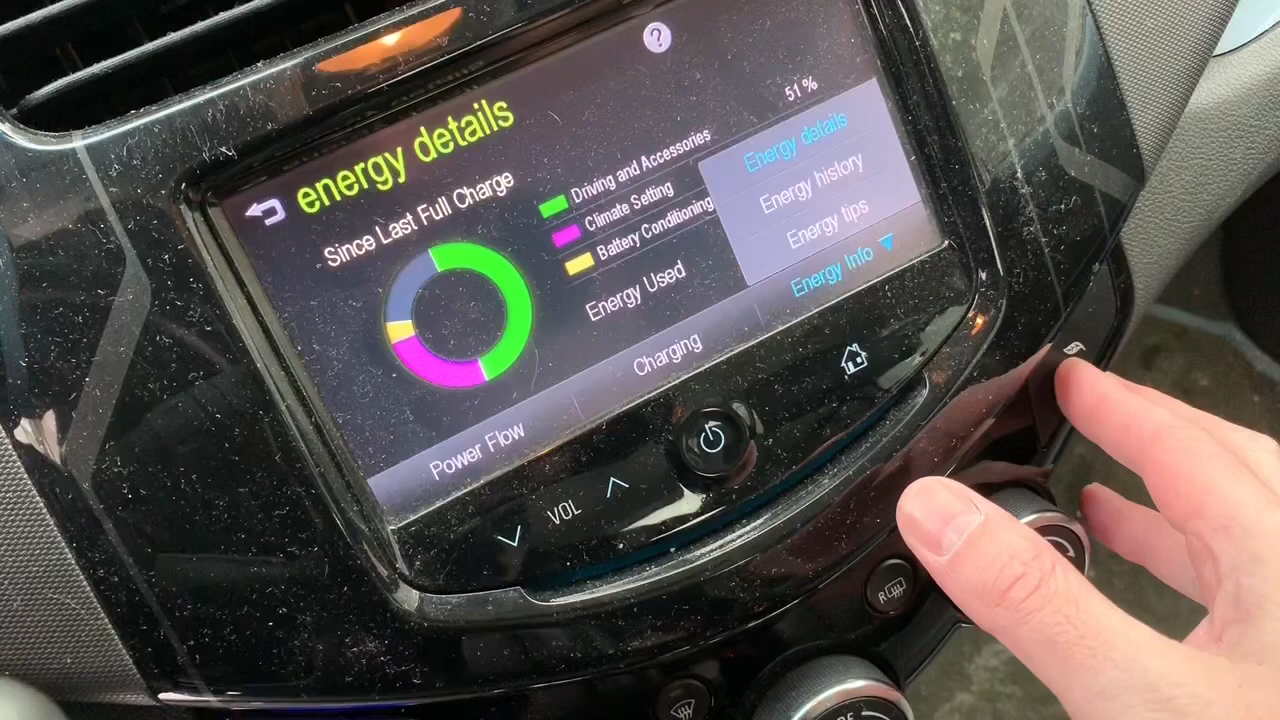 ?
energy details
Since Last Full Charge
Driving and Accessories
51 %
Climate Setting
Battery Conditioning
Energy Used
Energy details
Energy history
Energy tips
Power Flow
Charging
Energy Info
VOL
R